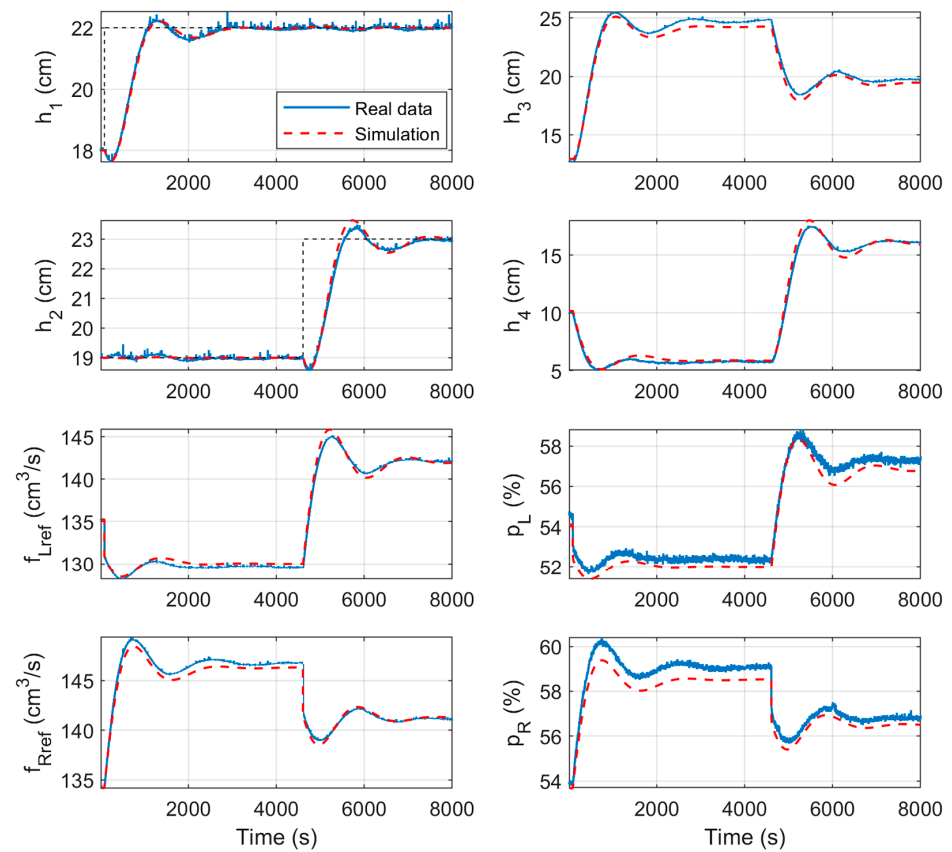 22
20
18
h1 (cm)
Real data
Simulation
2000 4000 6000 8000
25
20
15
h3 (cm)
2000 4000 6000 8000
23
22
21
20
19
h2 (cm)
2000 4000 6000 8000
15
10
5
h4 (cm)
2000 4000 6000 8000
145
140
135
130
fLref (cm3/s)
2000 4000 6000 8000
58
56
54
52
pL (%)
2000 4000 6000 8000
145
140
135
fRref (cm3/s)
2000 4000 6000 8000
Time (s)
60
58
56
54
pR (%)
2000 4000 6000 8000
Time (s)